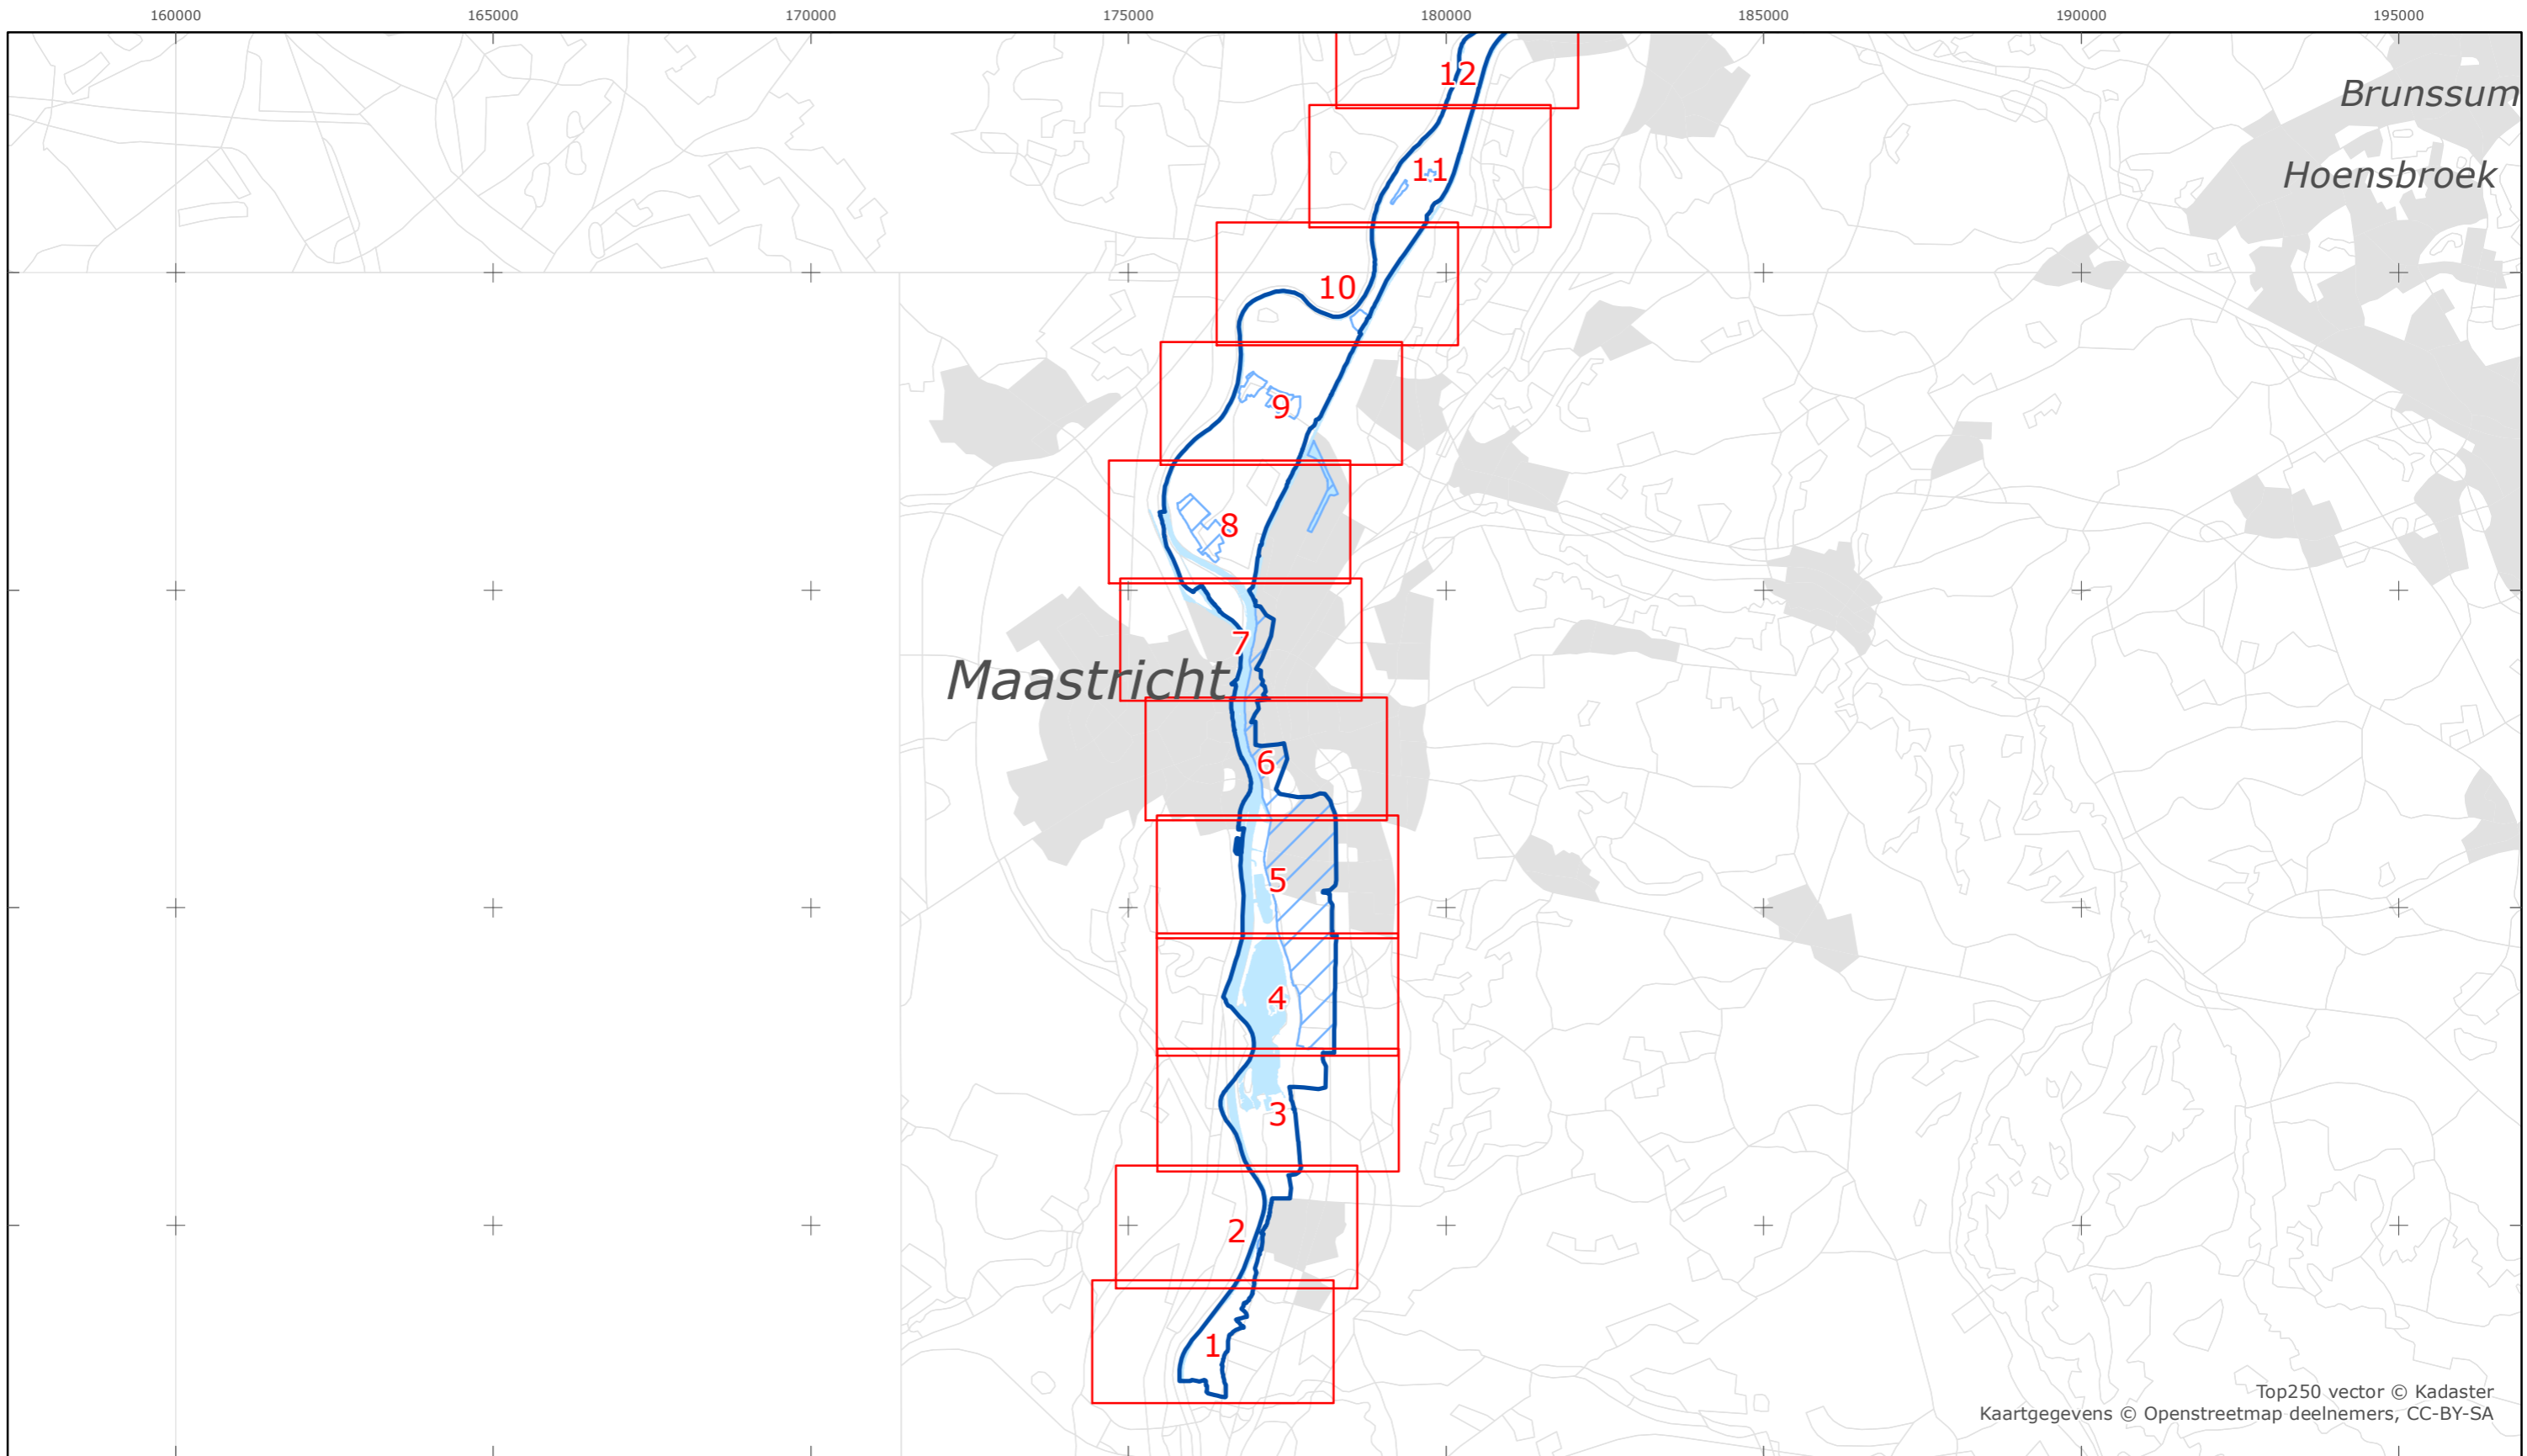 160000 165000 170000 175000 180000 185000 190000 195000
12
Brunssum
11
Hoensbroek
10
9
8
7
Maastricht
6
5
4
3
2
1
Top250 vector © Kadaster
Kaartgegevens © Openstreetmap deelnemers, CC-BY-SA